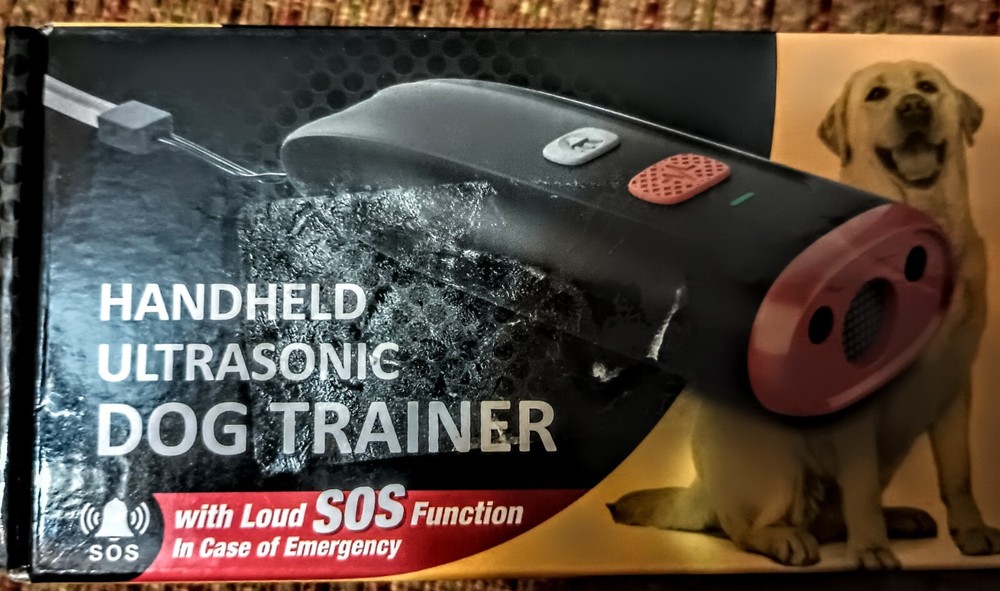 HANDHELD
ULTRASONIC
DOG TRAINER
with Loud SOS Function
In Case of Emergency
SOS